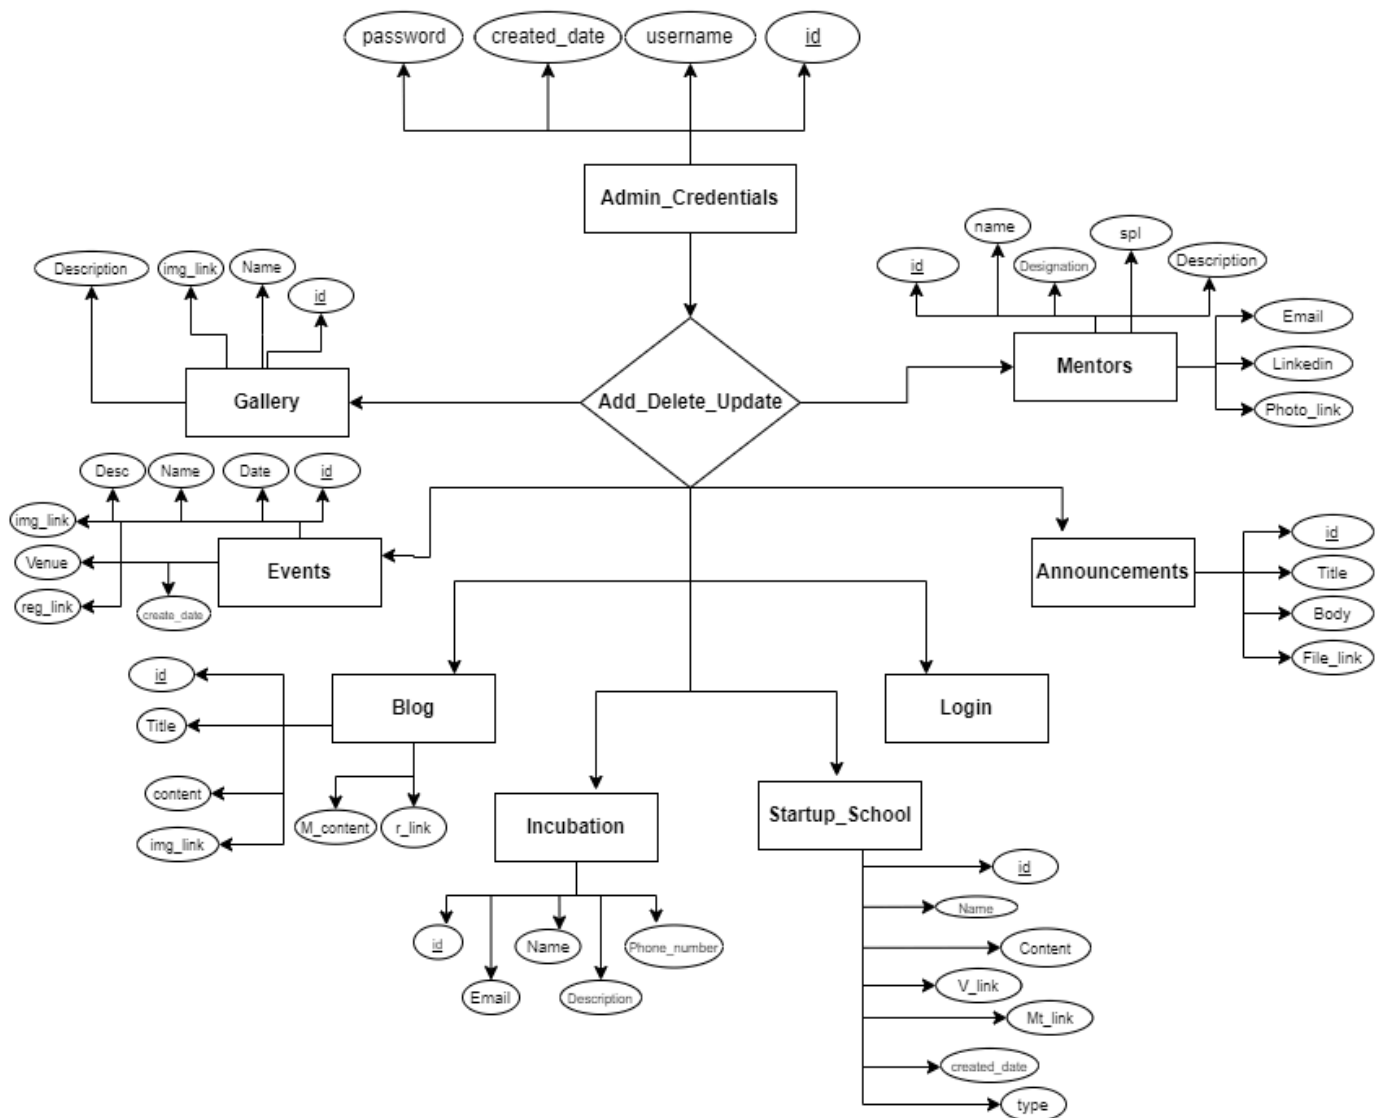 password
created_date
username
id
Admin_Credentials
name
spl
id
Designation
Description
Email
Linkedin
Photo_link
Mentors
Description
img_link
Name
id
Gallery
Add_Delete_Update
Desc
Name
Date
id
img_link
Venue
reg_link
create_date
Events
Announcements
id
Title
Body
File_link
id
Title
content
img_link
Blog
M_content
r_link
Login
Incubation
id
Email
Name
Description
Phone_number
Startup_School
id
Name
Content
V_link
Mt_link
created_date
type